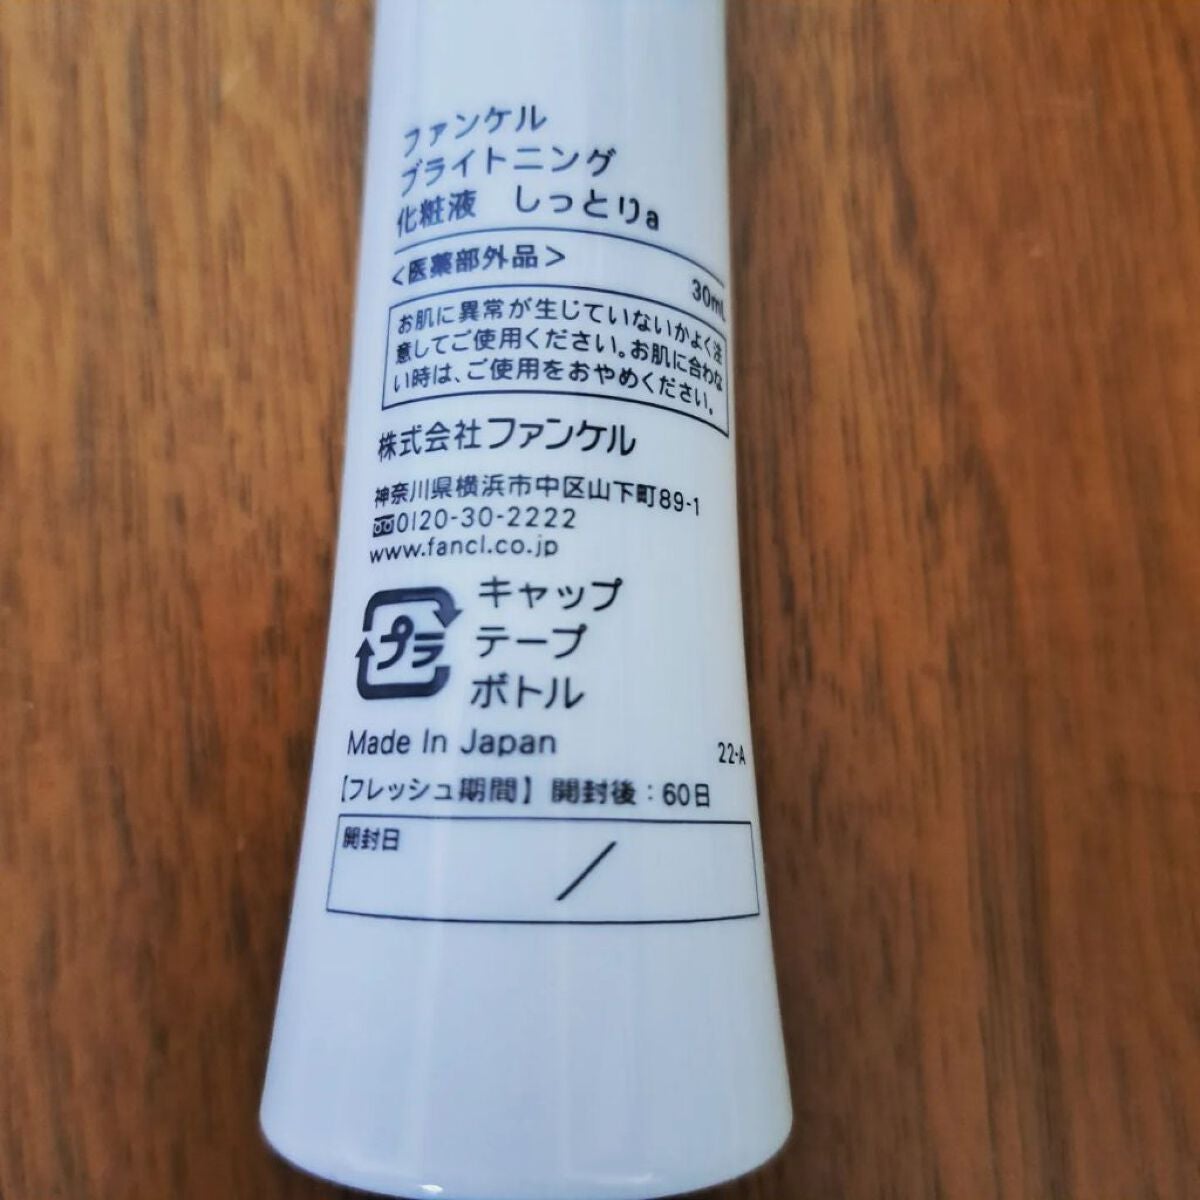 ファンケル
ブライトニング
化粧液 しっとりa
<医薬部外品>
30mL
お肌に異常が生じていないかよく注
意してご使用ください。お肌に合わな
い時は、ご使用をおやめください。
株式会社ファンケル
神奈川県横浜市中区山下町89-1
0120-30-2222
www.fancl.co.jp
プラ
キャップ
テープ
ボトル
Made In Japan
22-A
【フレッシュ期間】 開封後:60日
開封日
/